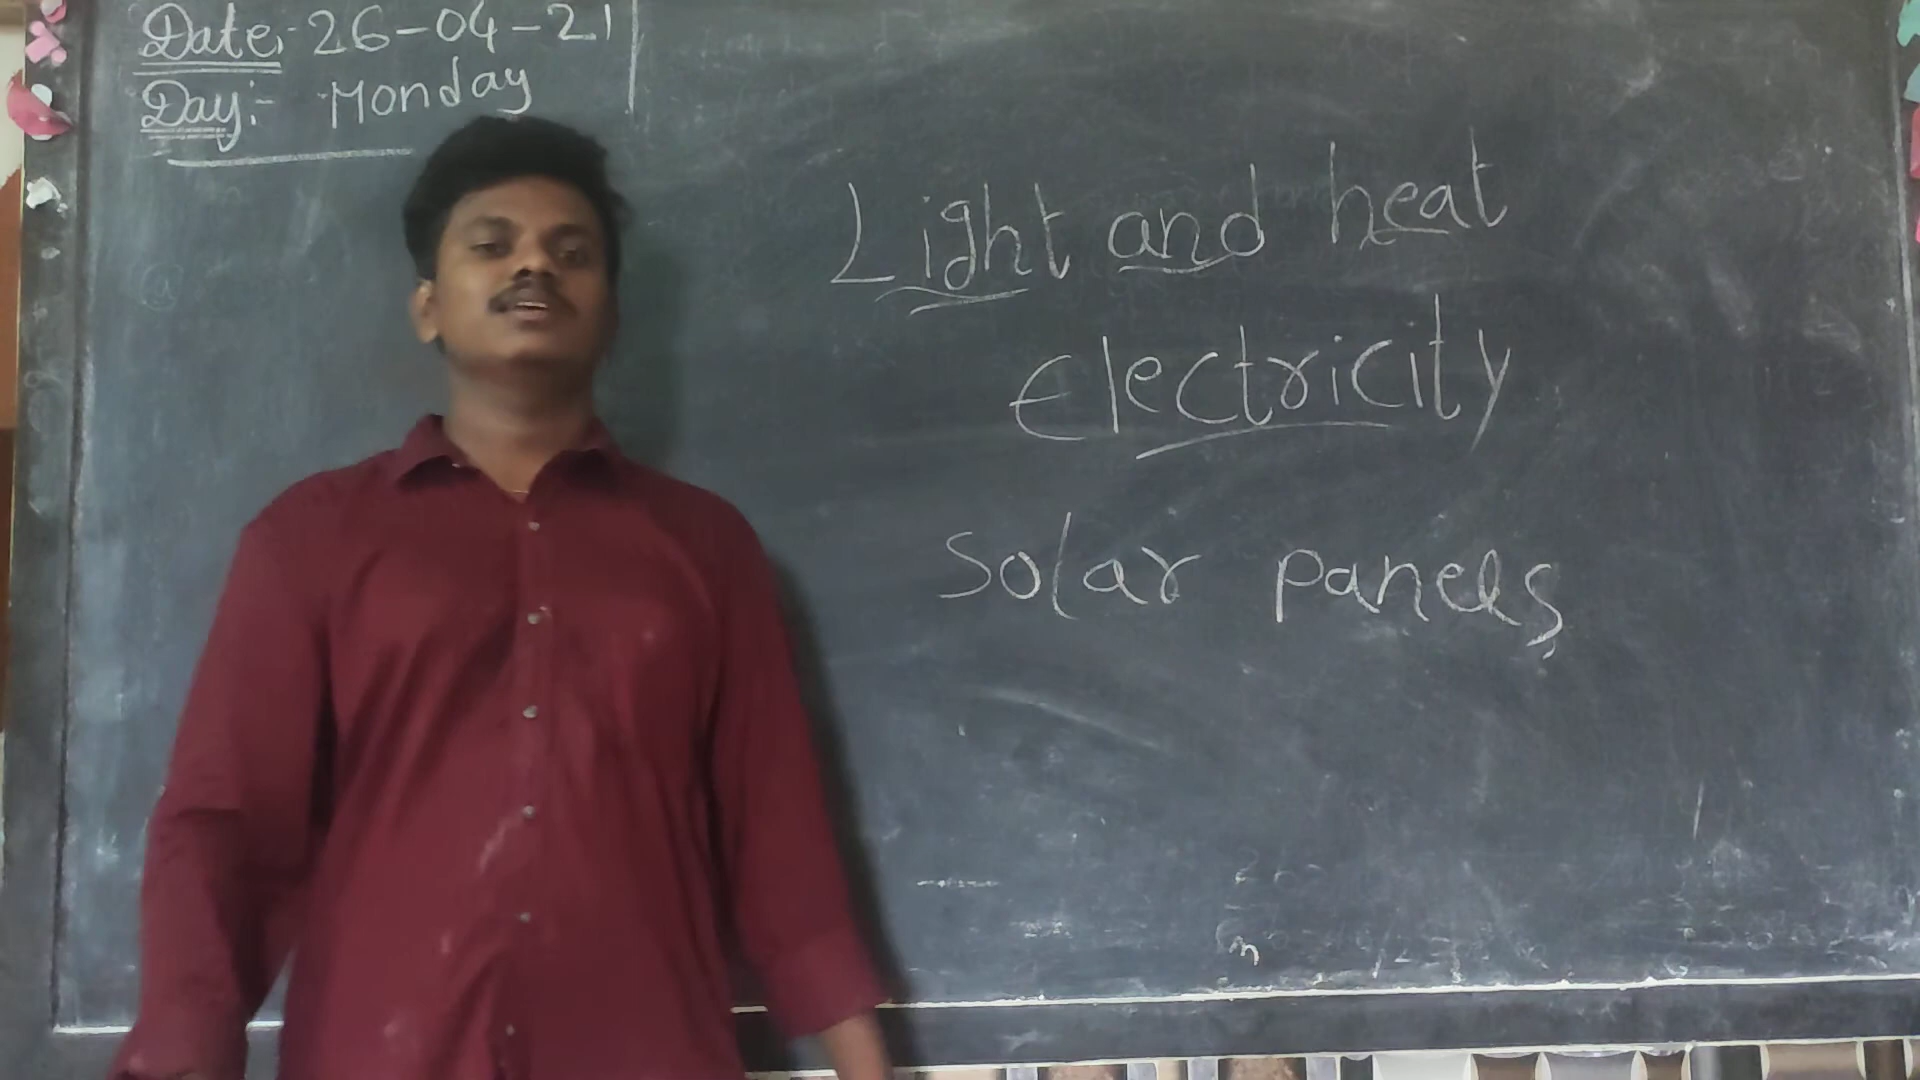 Date:- 26-04-21
Day:- Monday
Light and heat
Electricity
Solar panels